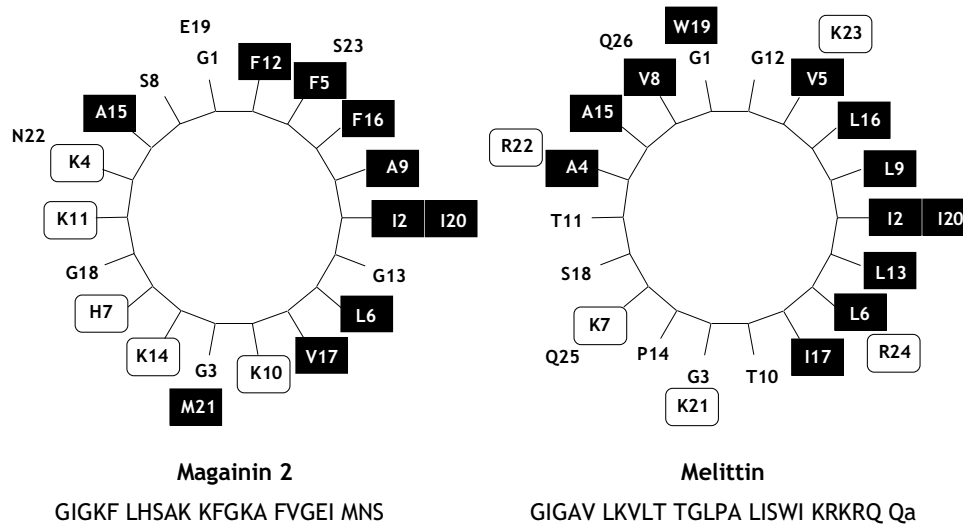 E19
G1
F12
S23
F5
S8
A15
F16
N22
K4
A9
K11
I2 I20
G18
G13
H7
L6
K14
V17
G3
K10
M21
Magainin 2
GIGKF LHSAK KFGKA FVGEI MNS
W19
K23
Q26
G1
G12
V8
V5
A15
L16
R22
A4
L9
T11
I2 I20
S18
L13
K7
L6
Q25
P14
I17
R24
G3
T10
K21
Melittin
GIGAV LKVLT TGLPA LISWI KRKRQ Qa